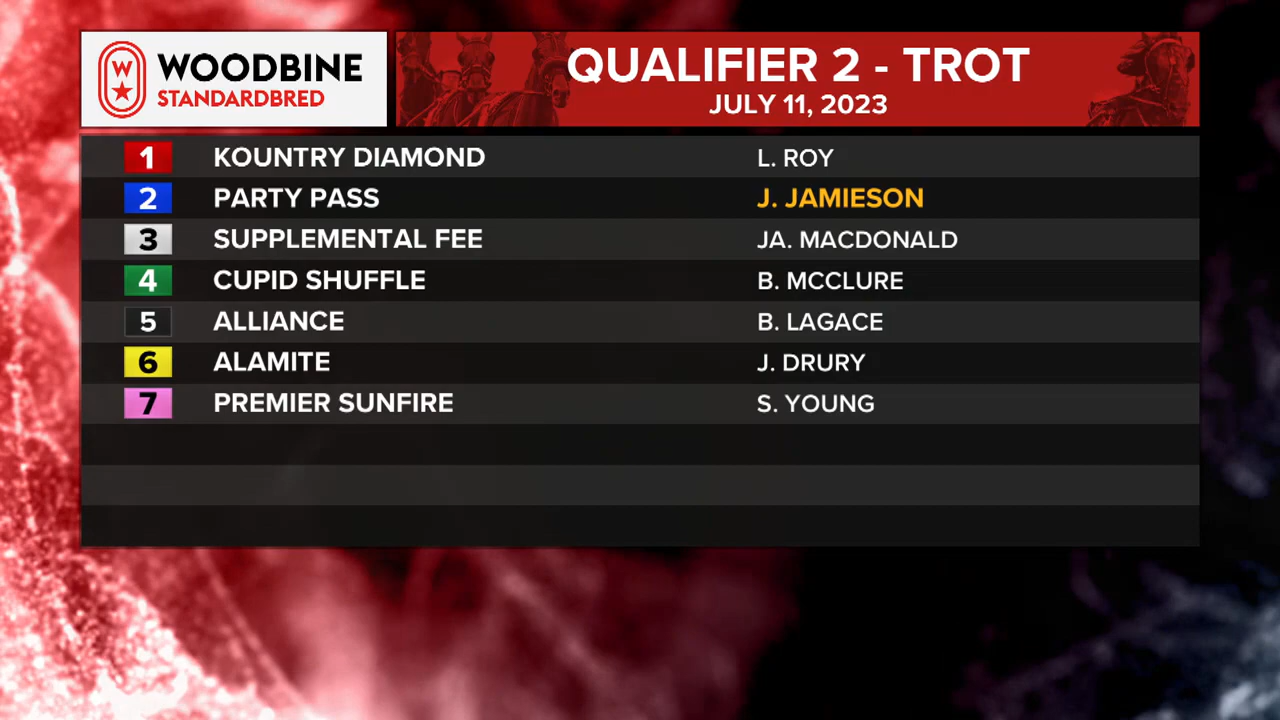 W
WOODBINE
STANDARDBRED
QUALIFIER 2 - TROT
JULY 11, 2023
1 KOUNTRY DIAMOND L. ROY
2 PARTY PASS J. JAMIESON
3 SUPPLEMENTAL FEE JA. MACDONALD
4 CUPID SHUFFLE B. MCCLURE
5 ALLIANCE B. LAGACE
6 ALAMITE J. DRURY
7 PREMIER SUNFIRE S. YOUNG